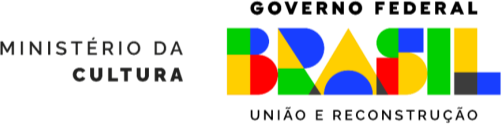 MINISTÉRIO DA
CULTURA
GOVERNO FEDERAL
BRASIL
UNIÃO E RECONSTRUÇÃO